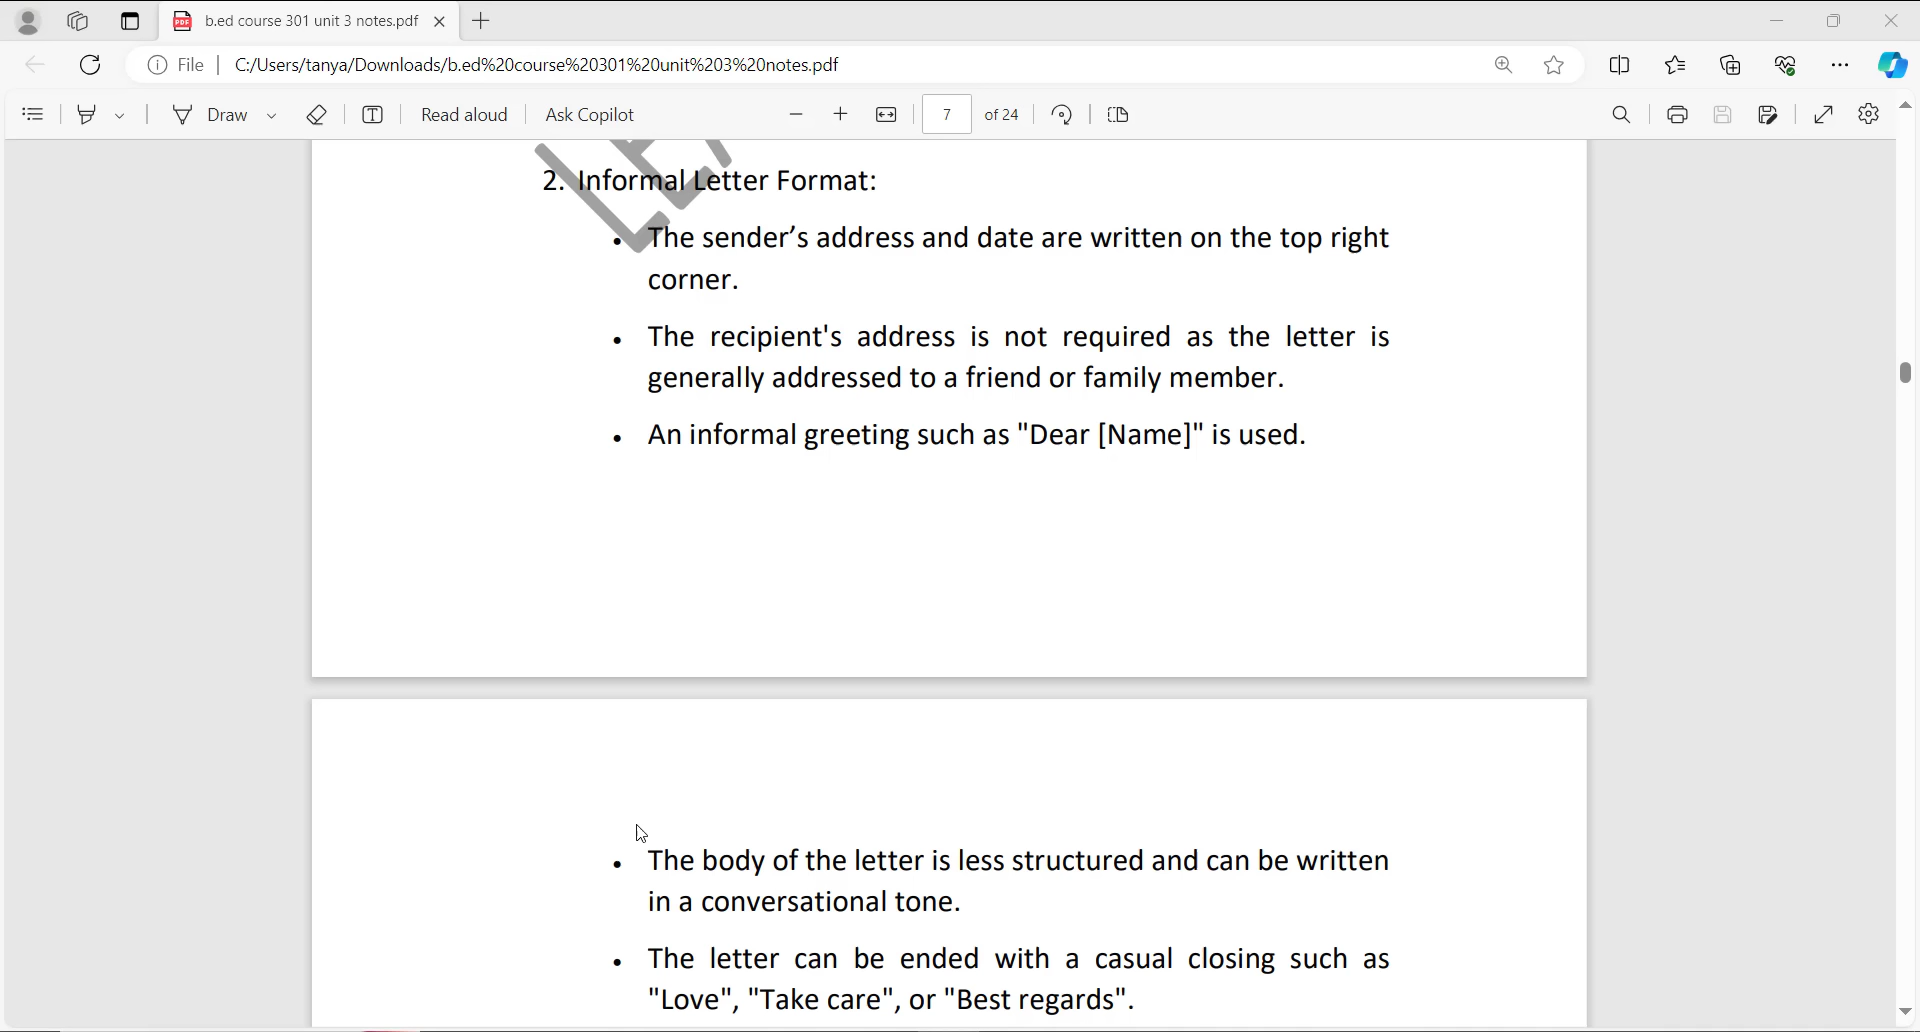 b.ed course 301 unit 3 notes.pdf
File
C:/Users/tanya/Downloads/b.ed%20course%20301%20unit%203%20notes.pdf
Draw
Read aloud
Ask Copilot
7 of 24
2. Informal Letter Format:
• The sender’s address and date are written on the top right
corner.
• The recipient's address is not required as the letter is
generally addressed to a friend or family member.
• An informal greeting such as "Dear [Name]" is used.
• The body of the letter is less structured and can be written
in a conversational tone.
• The letter can be ended with a casual closing such as
"Love", "Take care", or "Best regards".